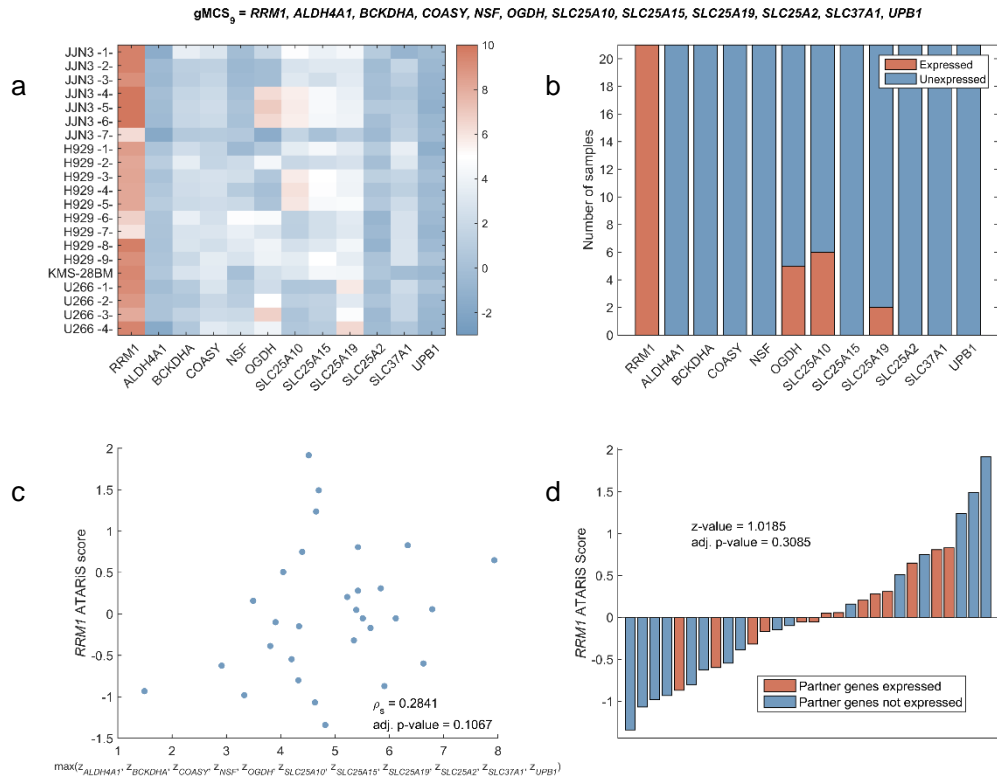 gMCS9 = RRM1, ALDH4A1, BCKDHA, COASY, NSF, OGDH, SLC25A10, SLC25A15, SLC25A19, SLC25A2, SLC37A1, UPB1
a
JJN3 -1-
JJN3 -2-
JJN3 -3-
JJN3 -4-
JJN3 -5-
JJN3 -6-
JJN3 -7-
H929 -1-
H929 -2-
H929 -3-
H929 -4-
H929 -5-
H929 -6-
H929 -7-
H929 -8-
H929 -9-
KMS-28BM
U266 -1-
U266 -2-
U266 -3-
U266 -4-
RRM1
ALDH4A1
BCKDHA
COASY
NSF
OGDH
SLC25A10
SLC25A15
SLC25A19
SLC25A2
SLC37A1
UPB1
10
8
6
4
2
0
-2
b
Number of samples
20
18
16
14
12
10
8
6
4
2
0
Expressed
Unexpressed
RRM1
ALDH4A1
BCKDHA
COASY
NSF
OGDH
SLC25A10
SLC25A15
SLC25A19
SLC25A2
SLC37A1
UPB1
c
RRM1 ATARiS Score
2
1.5
1
0.5
0
-0.5
-1
-1.5
ρs = 0.2841
adj. p-value = 0.1067
1 2 3 4 5 6 7 8
max(zALDH4A1, zBCKDHA, zCOASY, zNSF, zOGDH, zSLC25A10, zSLC25A15, zSLC25A19, zSLC25A2, zSLC37A1, zUPB1)
d
RRM1 ATARiS Score
2
1.5
1
0.5
0
-0.5
-1
z-value = 1.0185
adj. p-value = 0.3085
Partner genes expressed
Partner genes not expressed